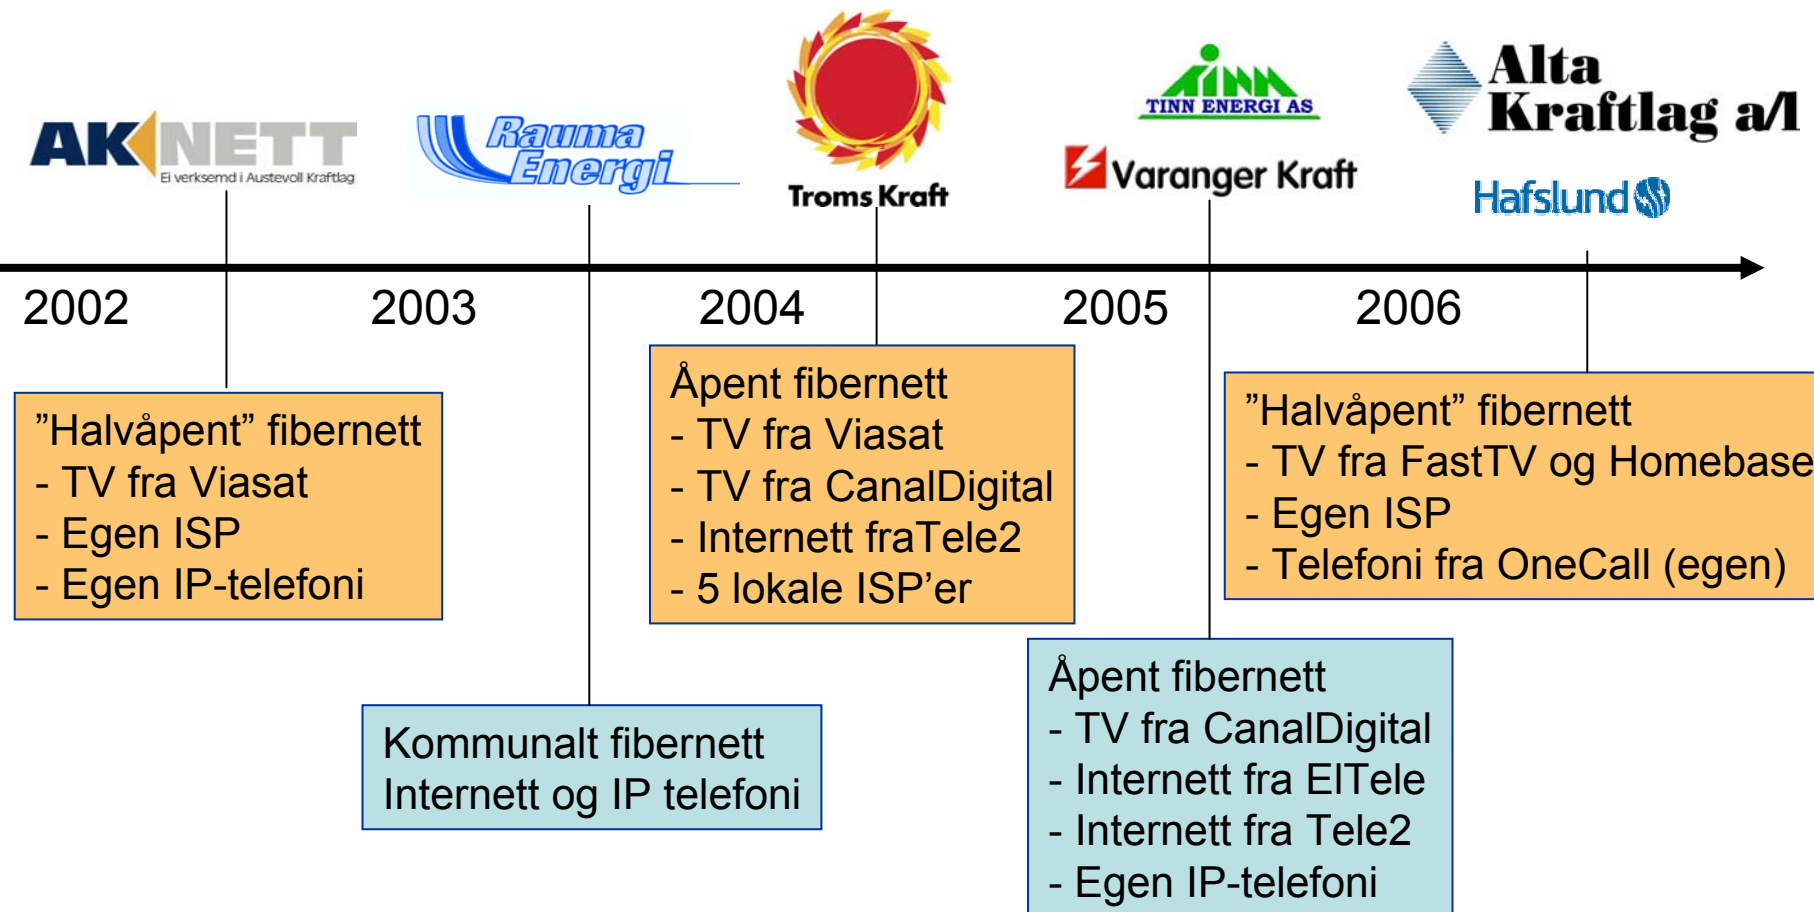 AK NETT
Ei verksemd i Austevoll Kraftlag
Rauma
Energi
Troms Kraft
TINN
TINN ENERGI AS
Varanger Kraft
Alta
Kraftlag a/l
Hafslund
2002
2003
2004
2005
2006
”Halvåpent” fibernett
- TV fra Viasat
- Egen ISP
- Egen IP-telefoni
Kommunalt fibernett
Internett og IP telefoni
Åpent fibernett
- TV fra Viasat
- TV fra CanalDigital
- Internett fraTele2
- 5 lokale ISP’er
Åpent fibernett
- TV fra CanalDigital
- Internett fra ElTele
- Internett fra Tele2
- Egen IP-telefoni
”Halvåpent” fibernett
- TV fra FastTV og Homebase
- Egen ISP
- Telefoni fra OneCall (egen)